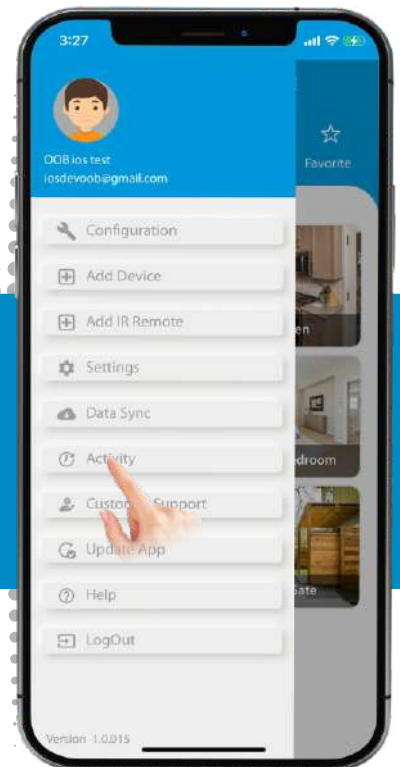 3:27
Favorite
OOB ios test
iosdevoob@gmail.com
Configuration
Add Device
Add IR Remote
en
Settings
Data Sync
Activity
droom
Customer Support
Update App
Help
Gate
LogOut
Version 1.0.015